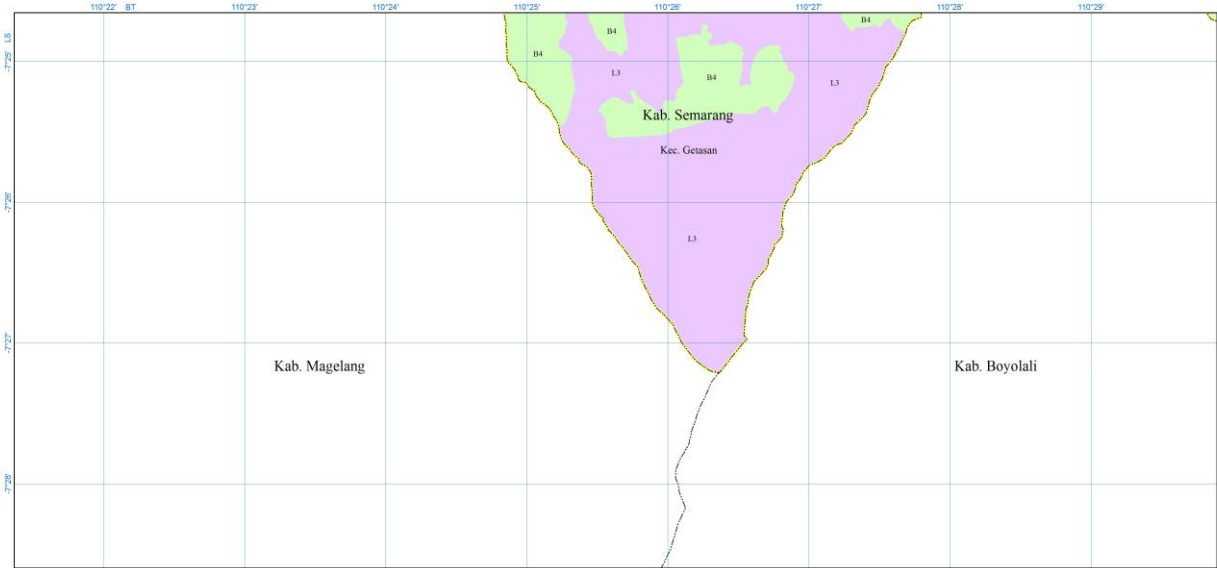 110°22' BT 110°23' 110°24' 110°25' 110°26' 110°27' 110°28' 110°29'
LS
-7°25'
-7°26'
-7°27'
-7°28'
B4
B4
B4
L3
B4
L3
Kab. Semarang
Kec. Getasan
L3
Kab. Magelang
Kab. Boyolali